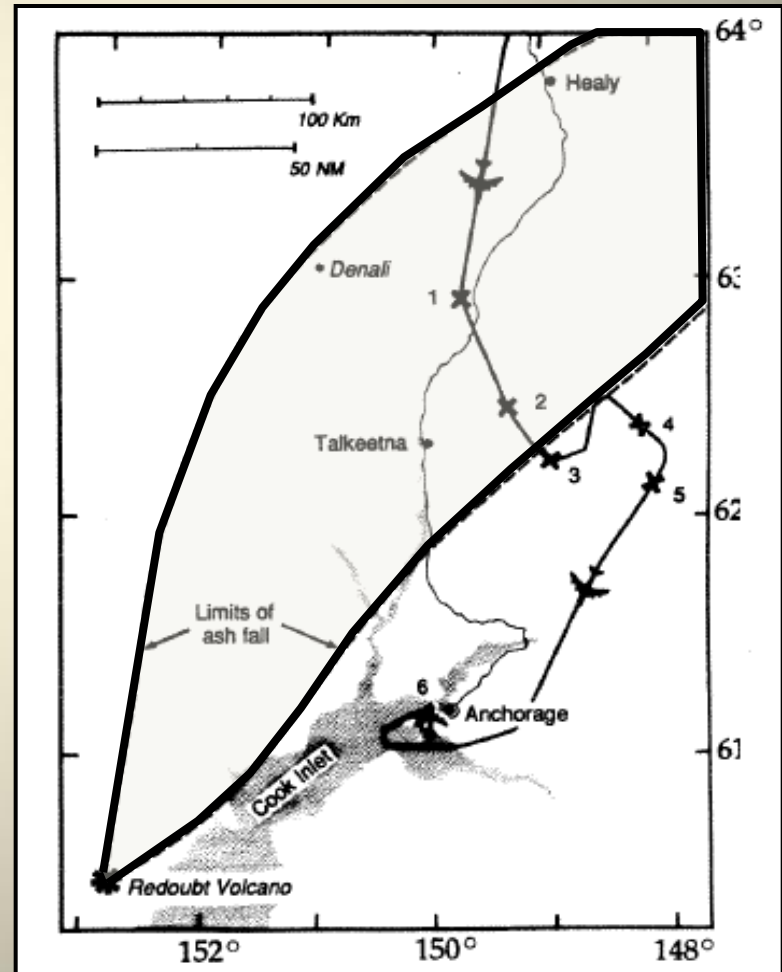 64°
Healy
100 Km
50 NM
Denali
63
1
2
4
Talkeetna
3
5
62
Limits of
ash fall
6
Anchorage
61
Cook Inlet
Redoubt Volcano
152°
150°
148°